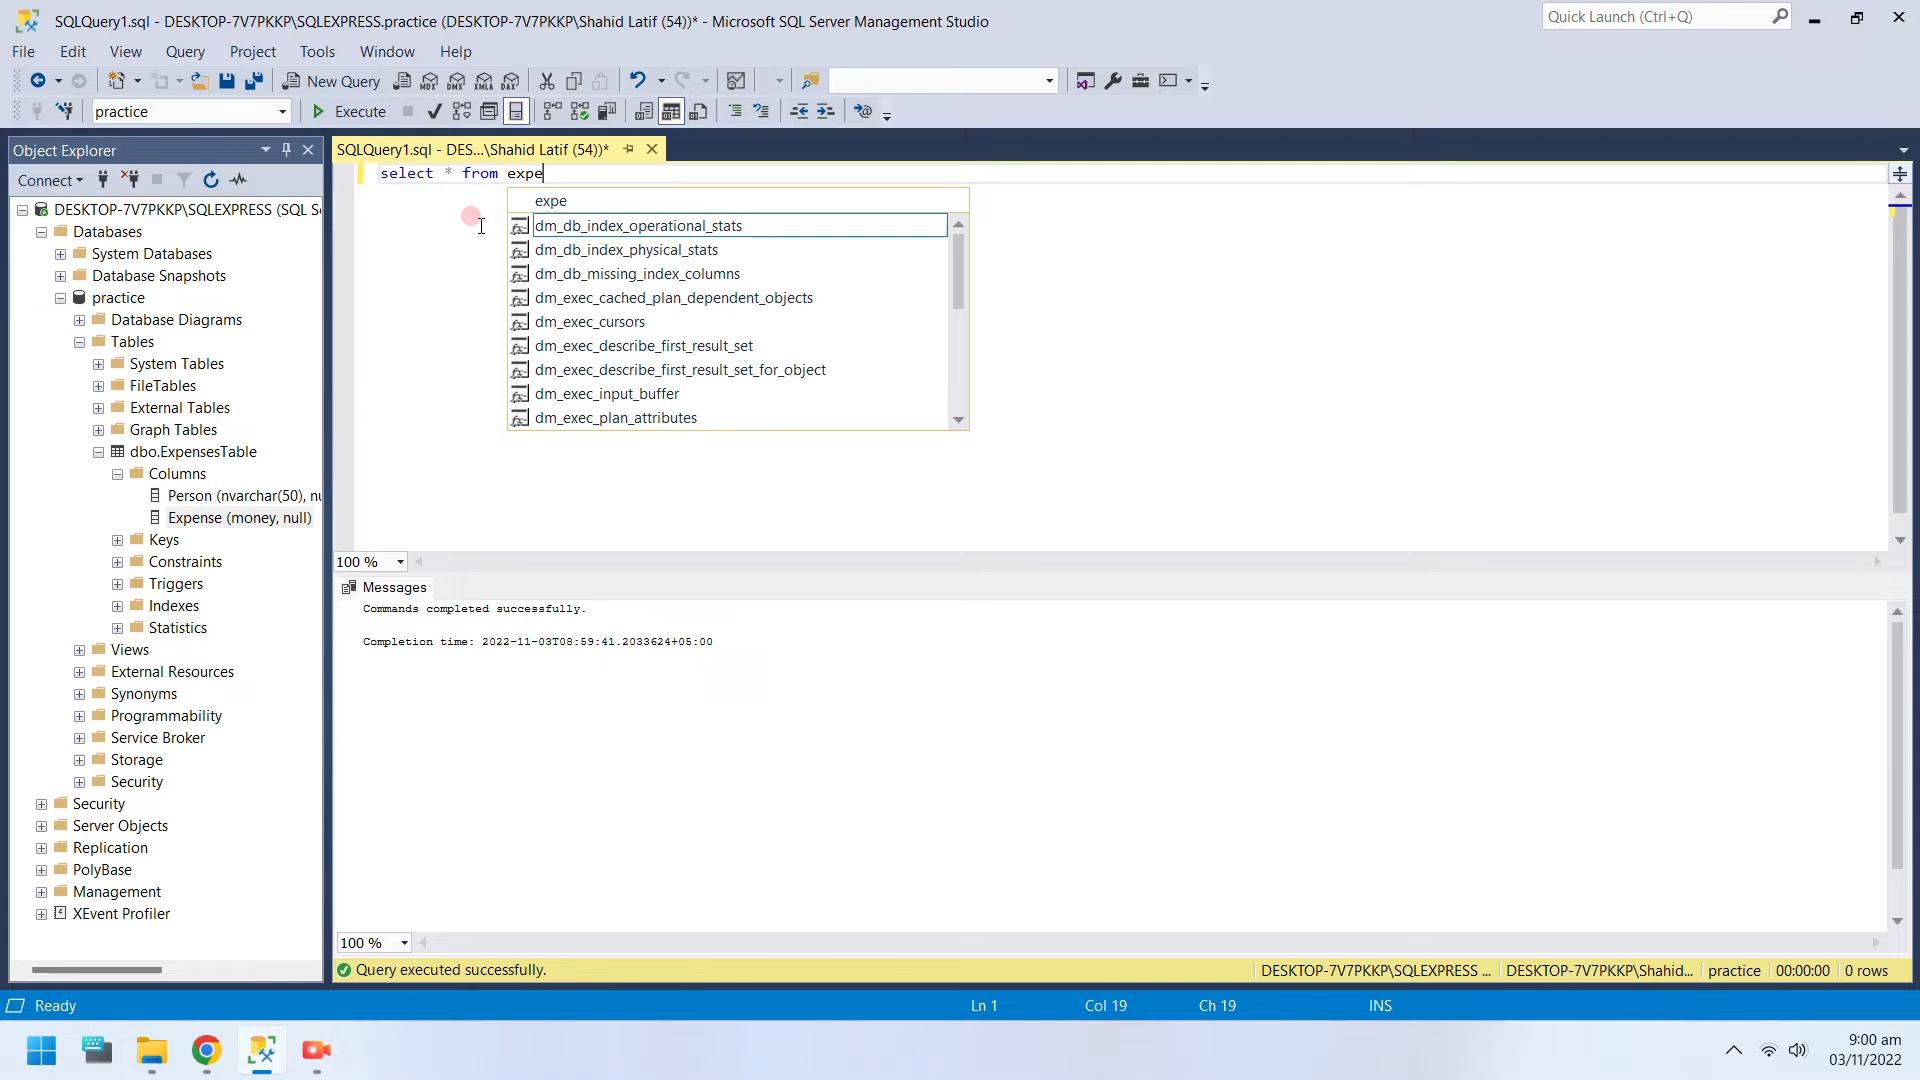 SQLQuery1.sql - DESKTOP-7V7PKKP\SQLEXPRESS.practice (DESKTOP-7V7PKKP\Shahid Latif (54))* - Microsoft SQL Server Management Studio
Quick Launch (Ctrl+Q)
File Edit View Query Project Tools Window Help
New Query
MDX DMX XMLA DAX
practice
Execute
Object Explorer
SQLQuery1.sql - DES...\Shahid Latif (54))*
Connect
select * from expe
expe
dm_db_index_operational_stats
dm_db_index_physical_stats
dm_db_missing_index_columns
dm_exec_cached_plan_dependent_objects
dm_exec_cursors
dm_exec_describe_first_result_set
dm_exec_describe_first_result_set_for_object
dm_exec_input_buffer
dm_exec_plan_attributes
DESKTOP-7V7PKKP\SQLEXPRESS (SQL S
Databases
System Databases
Database Snapshots
practice
Database Diagrams
Tables
System Tables
FileTables
External Tables
Graph Tables
dbo.ExpensesTable
Columns
Person (nvarchar(50), nu
Expense (money, null)
Keys
Constraints
Triggers
Indexes
Statistics
Views
External Resources
Synonyms
Programmability
Service Broker
Storage
Security
Security
Server Objects
Replication
PolyBase
Management
XEvent Profiler
100 %
Messages
Commands completed successfully.
Completion time: 2022-11-03T08:59:41.2033624+05:00
100 %
Query executed successfully.
DESKTOP-7V7PKKP\SQLEXPRESS ... DESKTOP-7V7PKKP\Shahid... practice 00:00:00 0 rows
Ready
Ln 1 Col 19 Ch 19 INS
9:00 am
03/11/2022